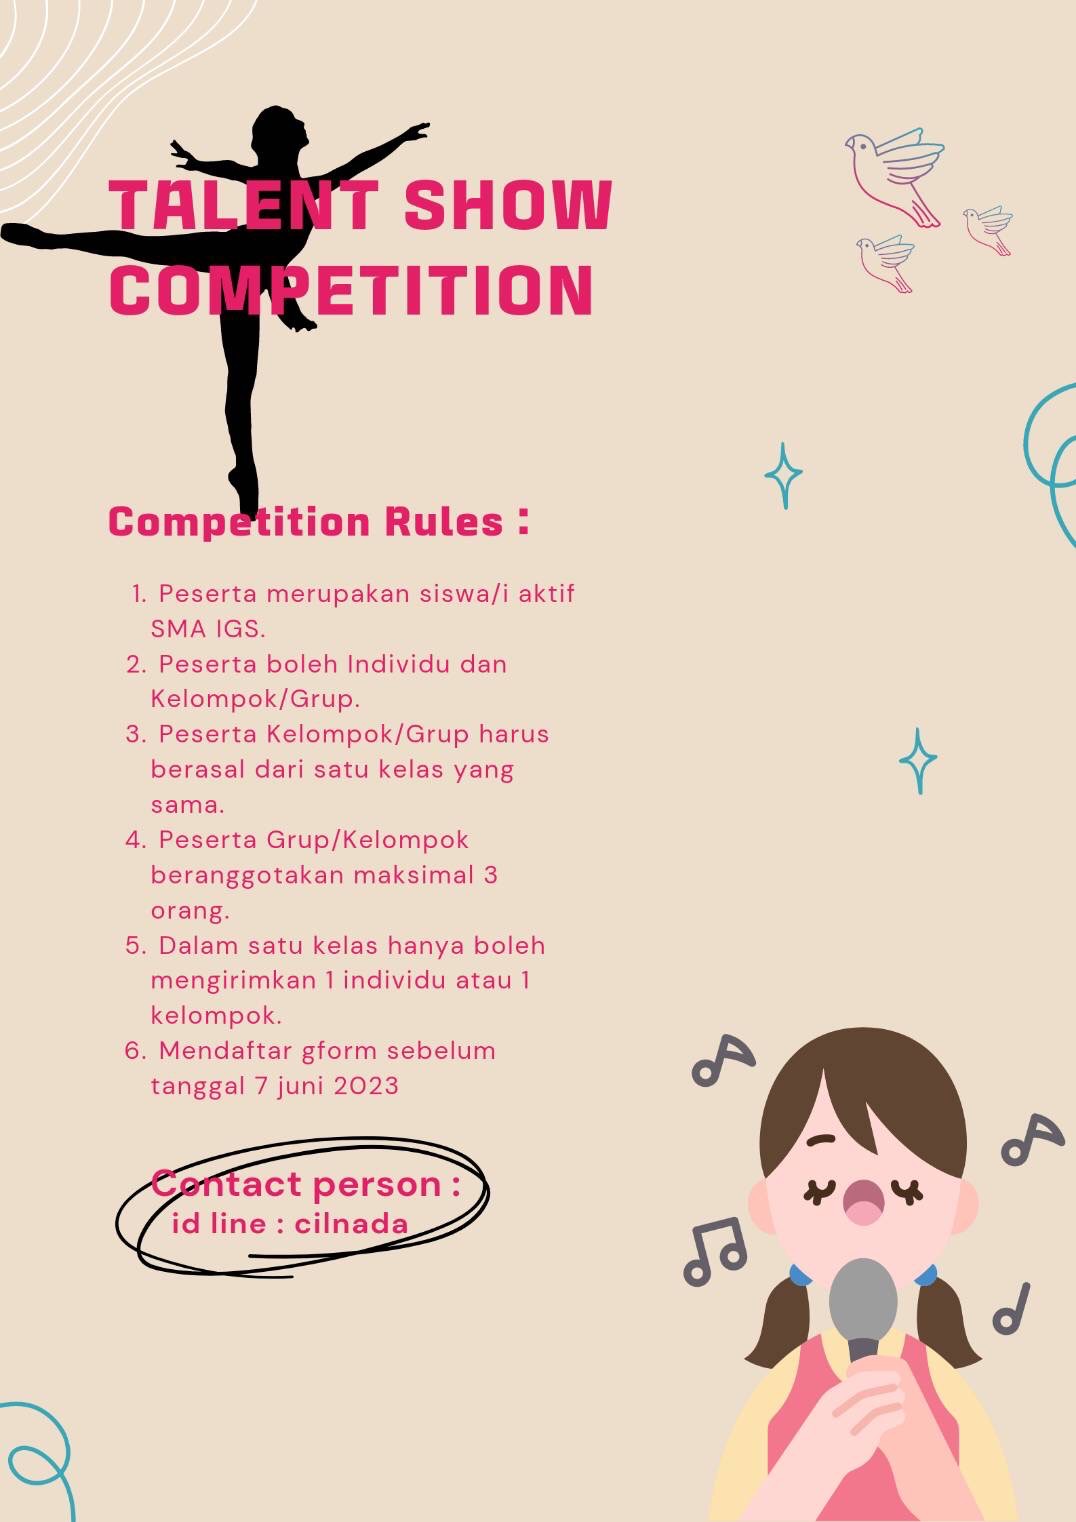 TALENT SHOW
COMPETITION
Competition Rules :
1. Peserta merupakan siswa/i aktif
SMA IGS.
2. Peserta boleh Individu dan
Kelompok/Grup.
3. Peserta Kelompok/Grup harus
berasal dari satu kelas yang
sama.
4. Peserta Grup/Kelompok
beranggotakan maksimal 3
orang.
5. Dalam satu kelas hanya boleh
mengirimkan 1 individu atau 1
kelompok.
6. Mendaftar gform sebelum
tanggal 7 juni 2023
Contact person :
id line : cilnada